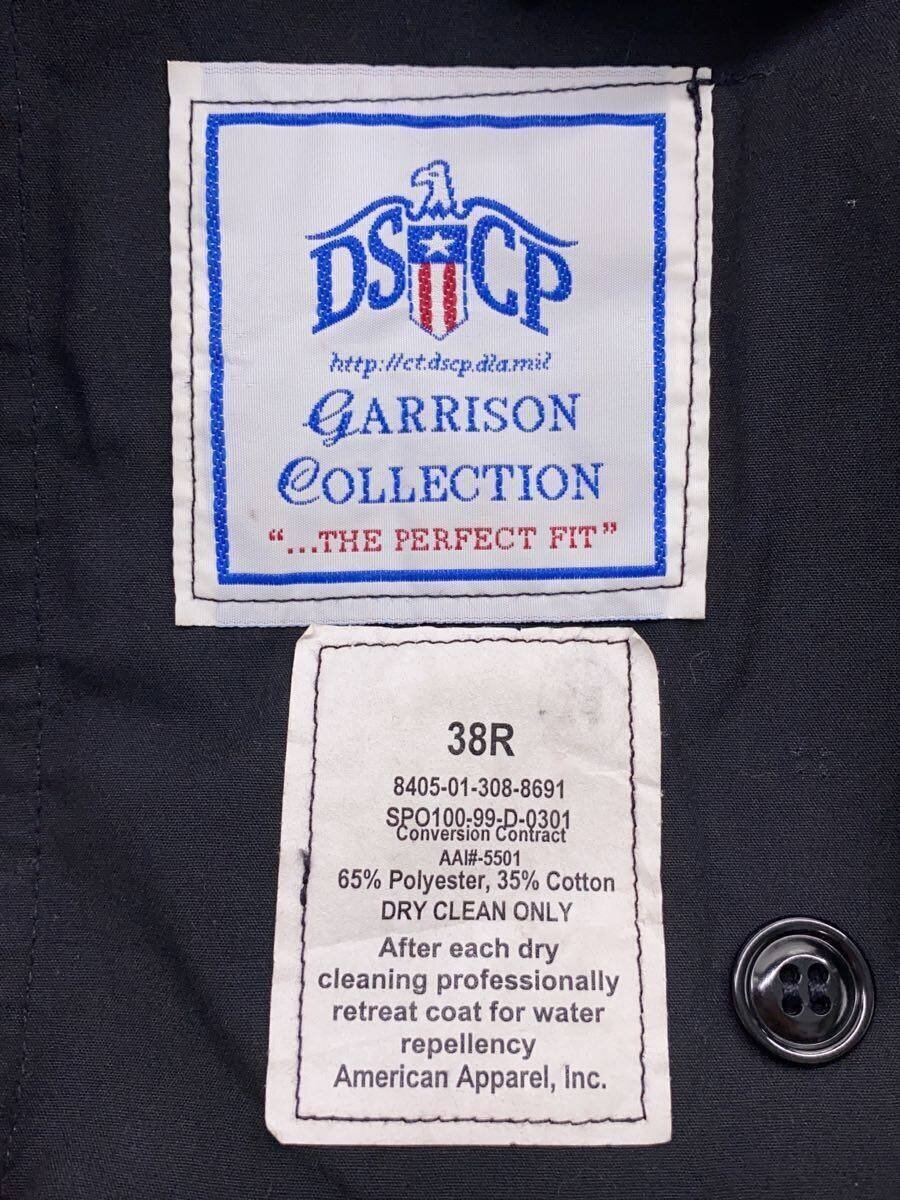 DSCP
http://ct.dscp.dla.mil
GARRISON
COLLECTION
“...THE PERFECT FIT”
38R
8405-01-308-8691
SPO100-99-D-0301
Conversion Contract
AAI#-5501
65% Polyester, 35% Cotton
DRY CLEAN ONLY
After each dry
cleaning professionally
retreat coat for water
repellency
American Apparel, Inc.